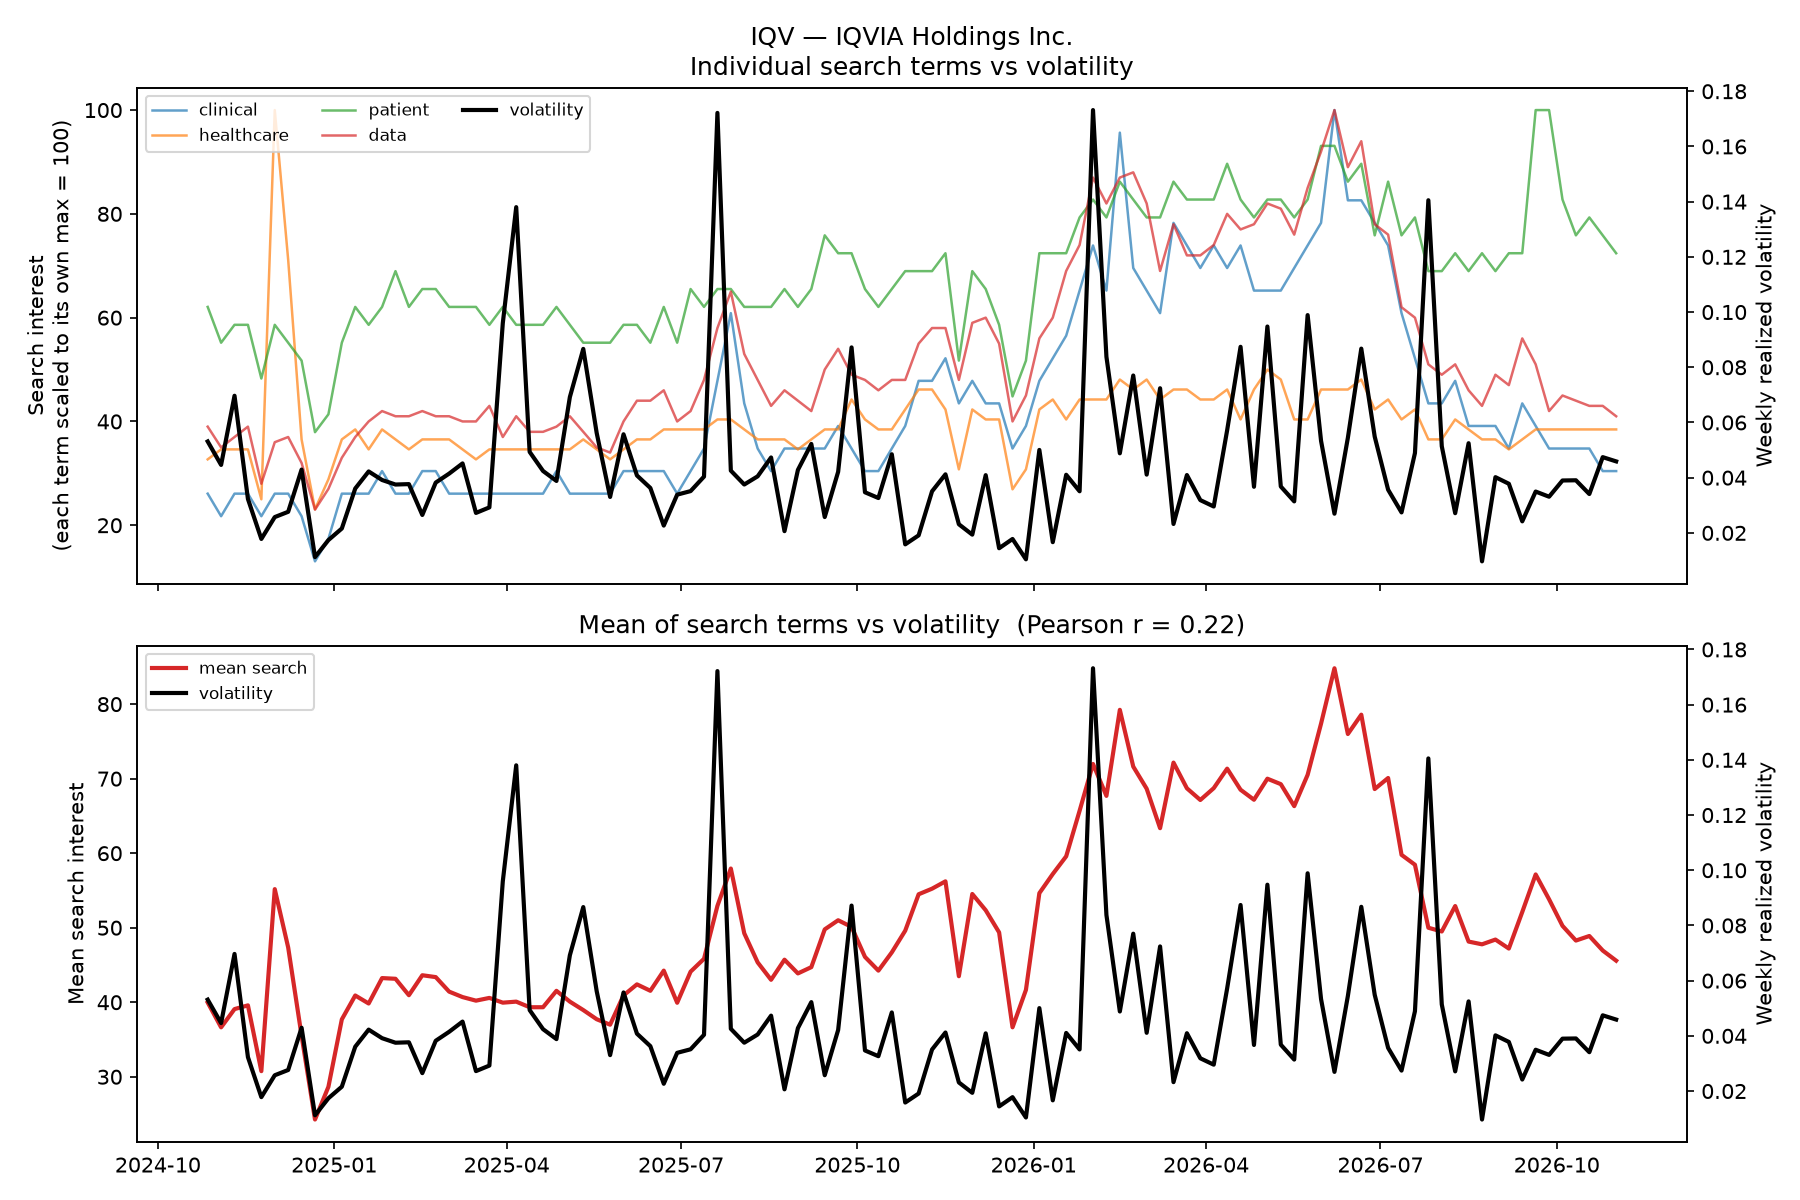 IQV — IQVIA Holdings Inc.
Individual search terms vs volatility
clinical
healthcare
patient
data
volatility
Search interest
(each term scaled to its own max = 100)
100
80
60
40
20
0.18
0.16
0.14
0.12
0.10
0.08
0.06
0.04
0.02
Weekly realized volatility
Mean of search terms vs volatility (Pearson r = 0.22)
mean search
volatility
Mean search interest
80
70
60
50
40
30
0.18
0.16
0.14
0.12
0.10
0.08
0.06
0.04
0.02
Weekly realized volatility
2024-10
2025-01
2025-04
2025-07
2025-10
2026-01
2026-04
2026-07
2026-10